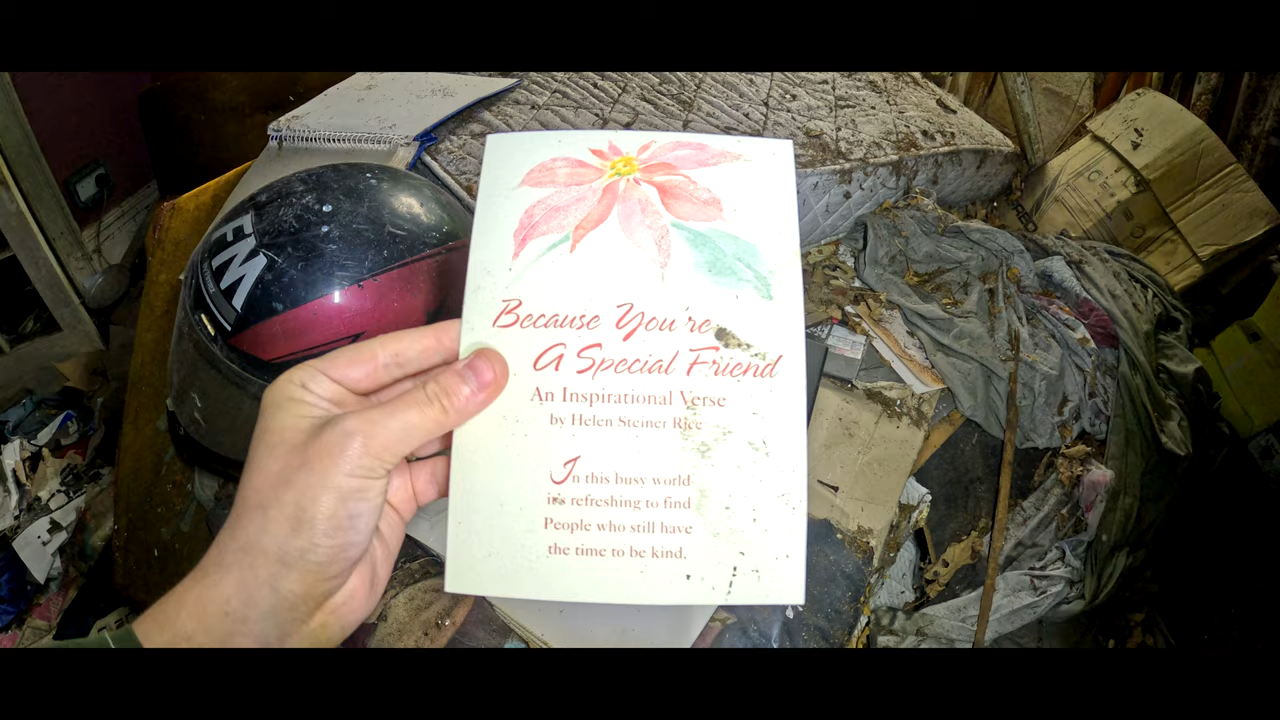 FM
Because You're
A Special Friend
An Inspirational Verse
by Helen Steiner Rice
In this busy world
it's refreshing to find
People who still have
the time to be kind,